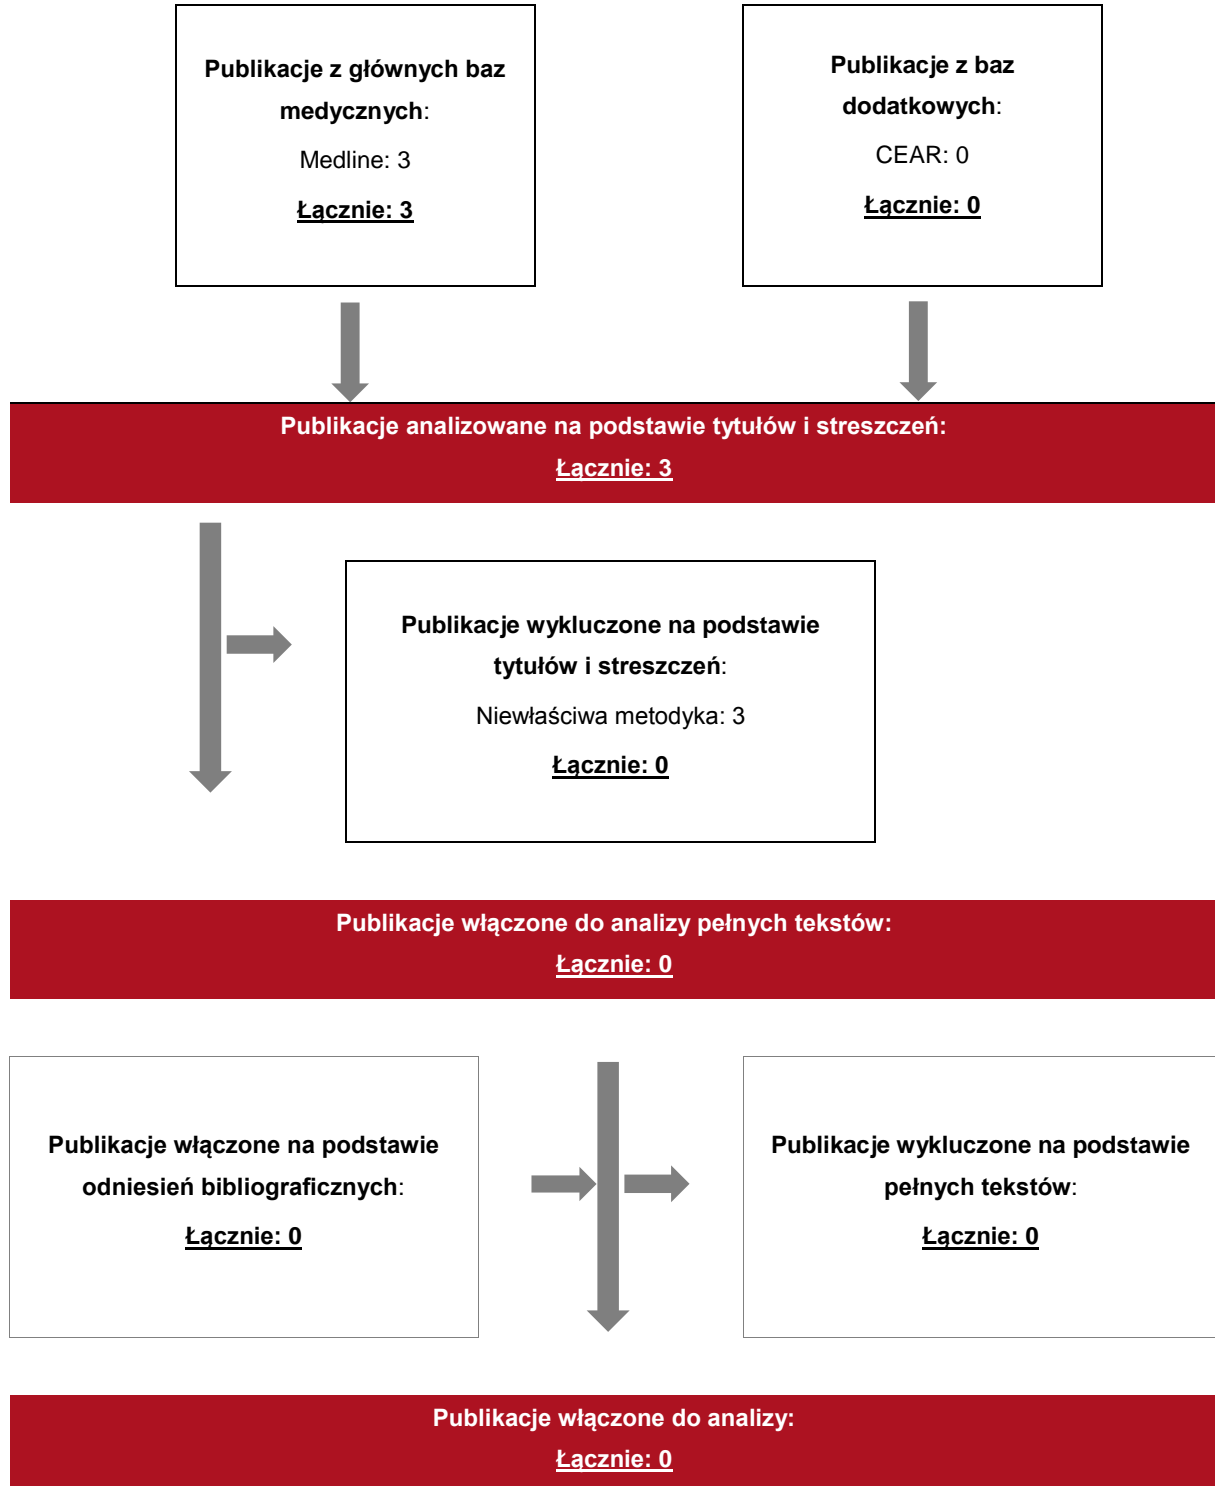 Publikacje z głównych baz
medycznych:
Medline: 3
Łącznie: 3
Publikacje z baz
dodatkowych:
CEAR: 0
Łącznie: 0
Publikacje analizowane na podstawie tytułów i streszczeń:
Łącznie: 3
Publikacje wykluczone na podstawie
tytułów i streszczeń:
Niewłaściwa metodyka: 3
Łącznie: 0
Publikacje włączone do analizy pełnych tekstów:
Łącznie: 0
Publikacje włączone na podstawie
odniesień bibliograficznych:
Łącznie: 0
Publikacje wykluczone na podstawie
pełnych tekstów:
Łącznie: 0
Publikacje włączone do analizy:
Łącznie: 0